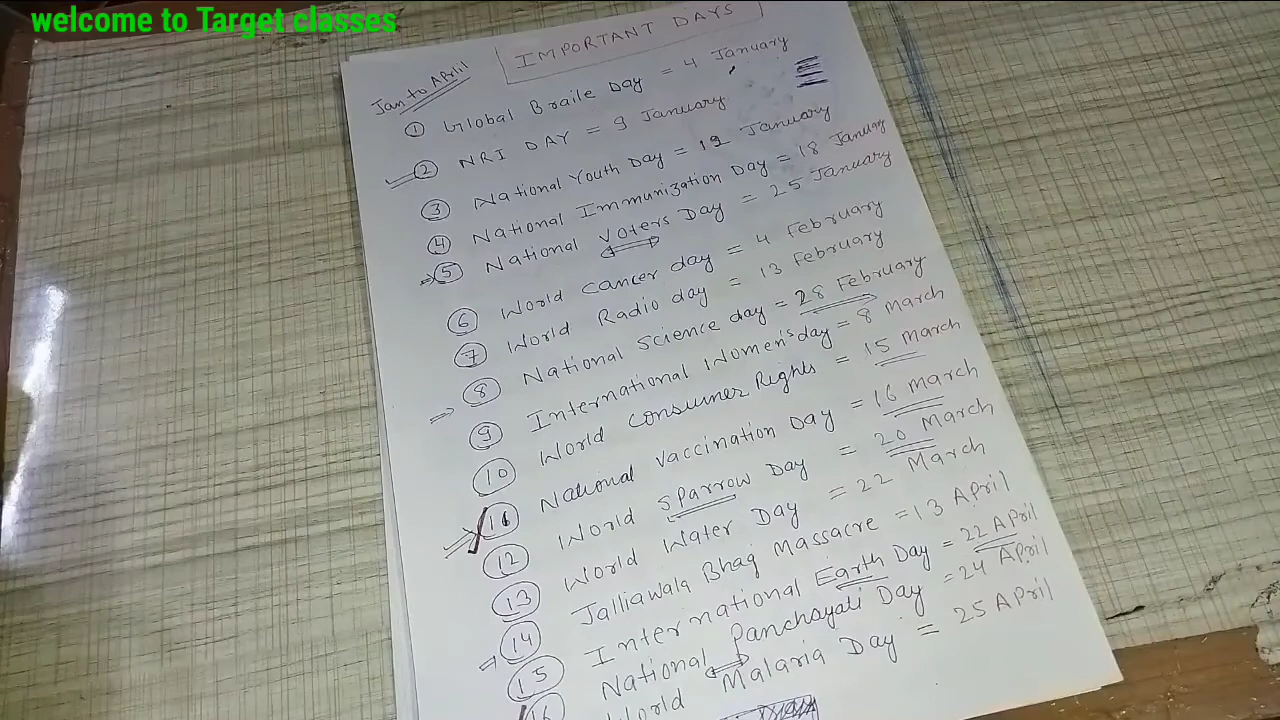 welcome to Target classes
IMPORTANT DAYS
Jan to APril
1 Global Braile Day = 4 January
2 NRI DAY = 9 January
3 National Youth Day = 12 January
4 National Immunization Day = 18 January
5 National Voters Day = 25 January
6 World Cancer day = 4 February
7 World Radio day = 13 February
8 National Science day = 28 February
9 International Women's day = 8 March
10 World Consumer Rights = 15 March
11 National Vaccination Day = 16 March
12 World Sparrow Day = 20 March
13 World Water Day = 22 March
14 Jalliawala Bhag Massacre = 13 April
15 International Earth Day = 22 April
16 National Panchayati Day = 24 April
World Malaria Day = 25 April